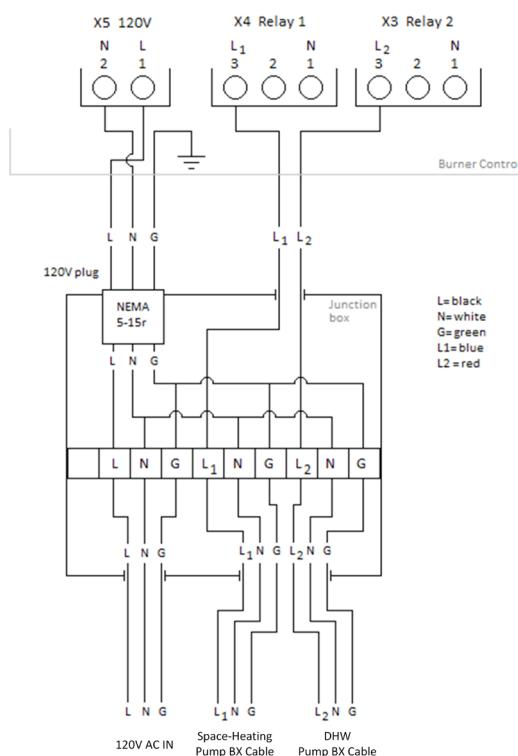 X5 120V X4 Relay 1 X3 Relay 2
N L L1 N L2 N
2 1 3 2 1 3 2 1
Burner Contro
L N G L1 L2
120V plug
NEMA
5-15r
Junction
box
L=black
N=white
G=green
L1=blue
L2 =red
L N G
L N G L1 N G L2 N G
L N G L1 N G L2 N G
L N G L1 N G L2 N G
120V AC IN
Space-Heating
Pump BX Cable
DHW
Pump BX Cable